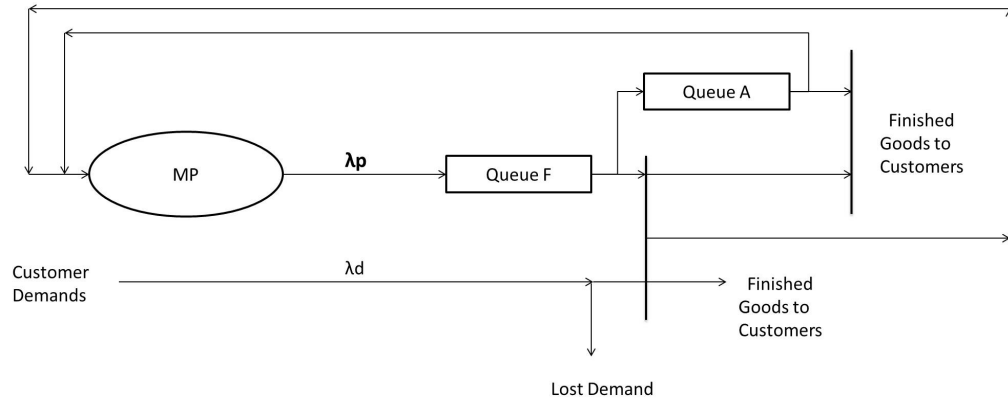 Queue A
Finished
Goods to
Customers
λp
MP
Queue F
Customer
Demands
λd
Finished
Goods to
Customers
Lost Demand